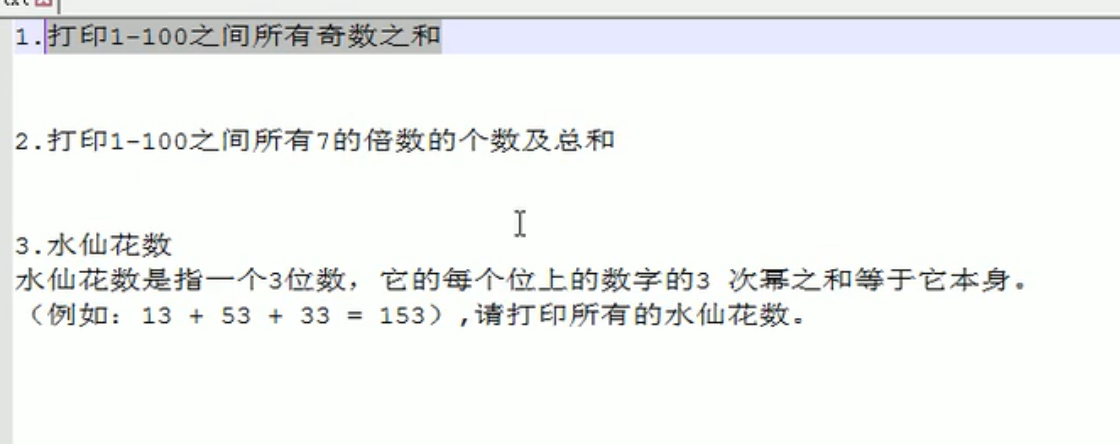 1.打印1-100之间所有奇数之和
2.打印1-100之间所有7的倍数的个数及总和
3.水仙花数
水仙花数是指一个3位数，它的每个位上的数字的3 次幂之和等于它本身。
（例如：13 + 53 + 33 = 153）,请打印所有的水仙花数。